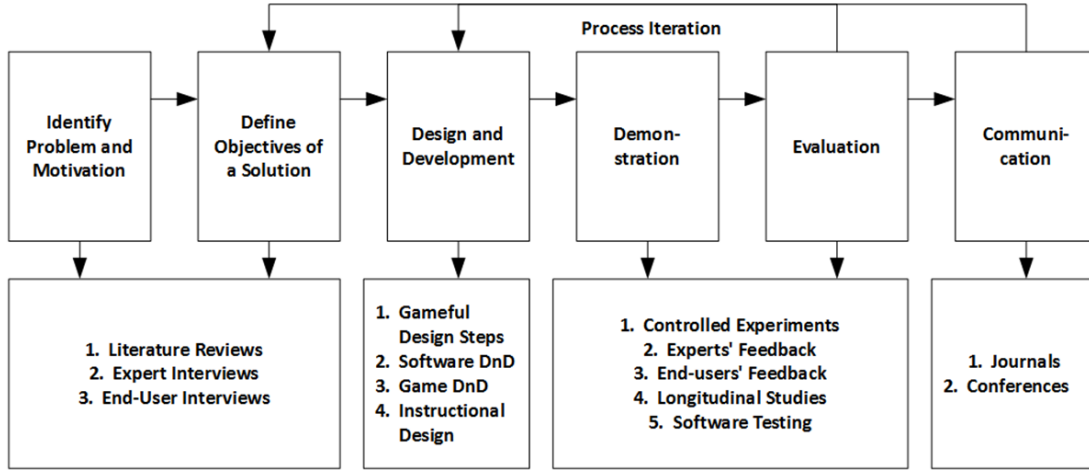 Process Iteration
Identify
Problem and
Motivation
Define
Objectives of
a Solution
Design and
Development
Demon-
stration
Evaluation
Communi-
cation
1. Literature Reviews
2. Expert Interviews
3. End-User Interviews
1. Gameful
Design Steps
2. Software DnD
3. Game DnD
4. Instructional
Design
1. Controlled Experiments
2. Experts' Feedback
3. End-users' Feedback
4. Longitudinal Studies
5. Software Testing
1. Journals
2. Conferences